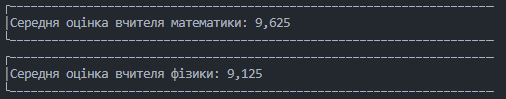 Середня оцінка вчителя математики: 9,625
Середня оцінка вчителя фізики: 9,125